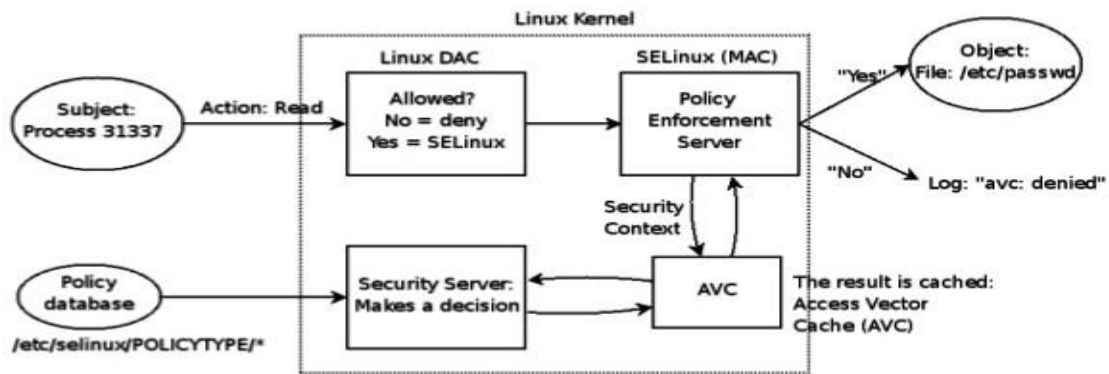 Linux Kernel
Linux DAC
SELinux (MAC)
Object:
File: /etc/passwd
Subject:
Process 31337
Action: Read
Allowed?
No = deny
Yes = SELinux
Policy
Enforcement
Server
"Yes"
"No"
Log: "avc: denied"
Security
Context
Policy
database
/etc/selinux/POLICYTYPE/*
Security Server:
Makes a decision
AVC
The result is cached:
Access Vector
Cache (AVC)